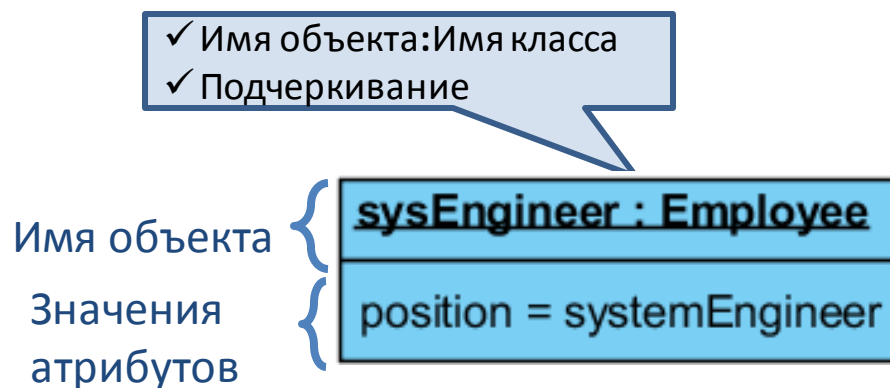 ✓ Имя объекта:Имя класса
✓ Подчеркивание
Имя объекта
sysEngineer : Employee
Значения
атрибутов
position = systemEngineer